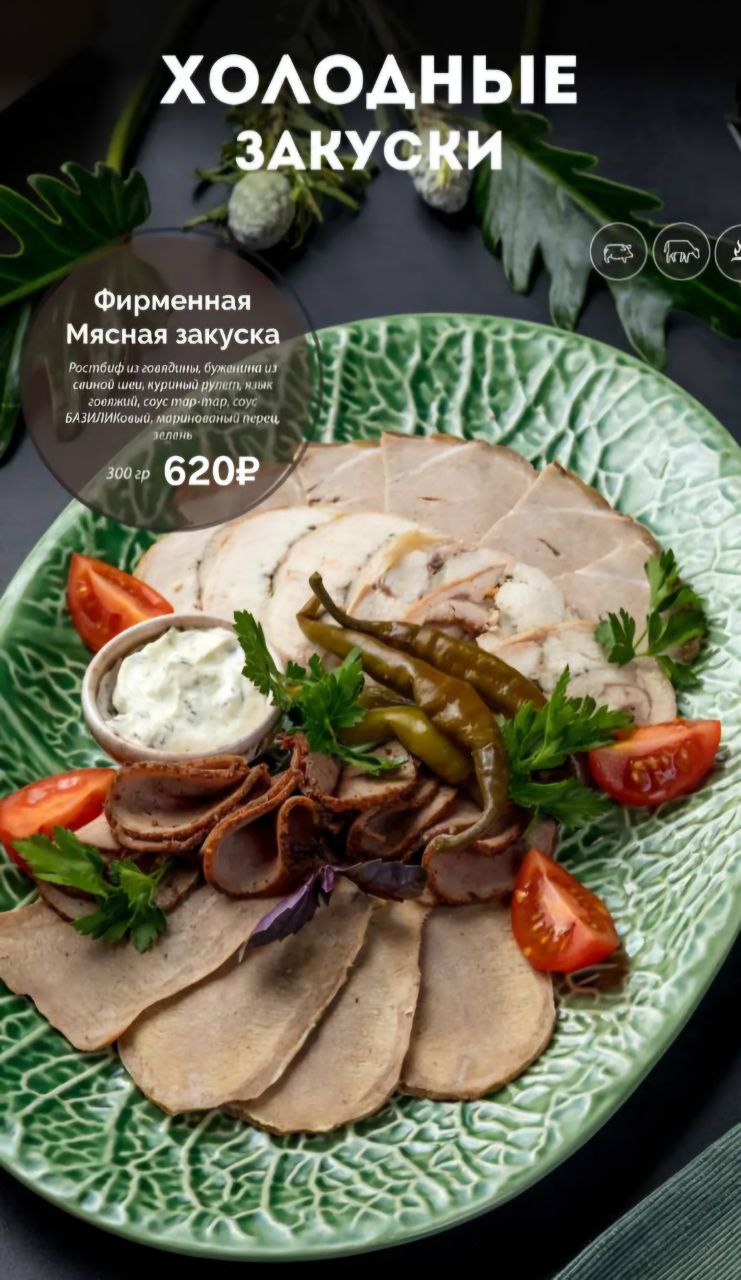 ХОЛОДНЫЕ
ЗАКУСКИ
Фирменная
Мясная закуска
Ростбиф из говядины, буженина из
свиной шеи, куриный рулет, язык
говяжий, соус тар-тар, соус
БАЗИЛИКовый, маринованый перец,
зелень
300 гр 620₽